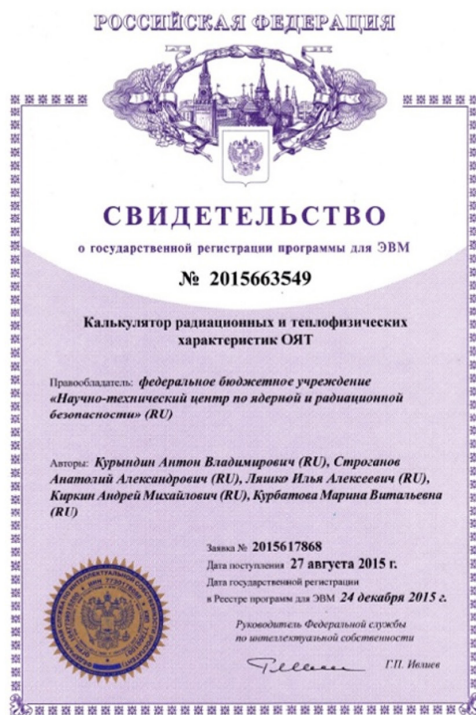 РОССИЙСКАЯ ФЕДЕРАЦИЯ
СВИДЕТЕЛЬСТВО
о государственной регистрации программы для ЭВМ
№ 2015663549
Калькулятор радиационных и теплофизических
характеристик ОЯТ
Правообладатель: федеральное бюджетное учреждение
«Научно-технический центр по ядерной и радиационной
безопасности» (RU)
Авторы: Курындин Антон Владимирович (RU), Строганов
Анатолий Александрович (RU), Ляшко Илья Алексеевич (RU),
Киркин Андрей Михайлович (RU), Курбатова Марина Витальевна
(RU)
Заявка № 2015617868
Дата поступления 27 августа 2015 г.
Дата государственной регистрации
в Реестре программ для ЭВМ 24 декабря 2015 г.
Руководитель Федеральной службы
по интеллектуальной собственности
Г.П. Ивлиев